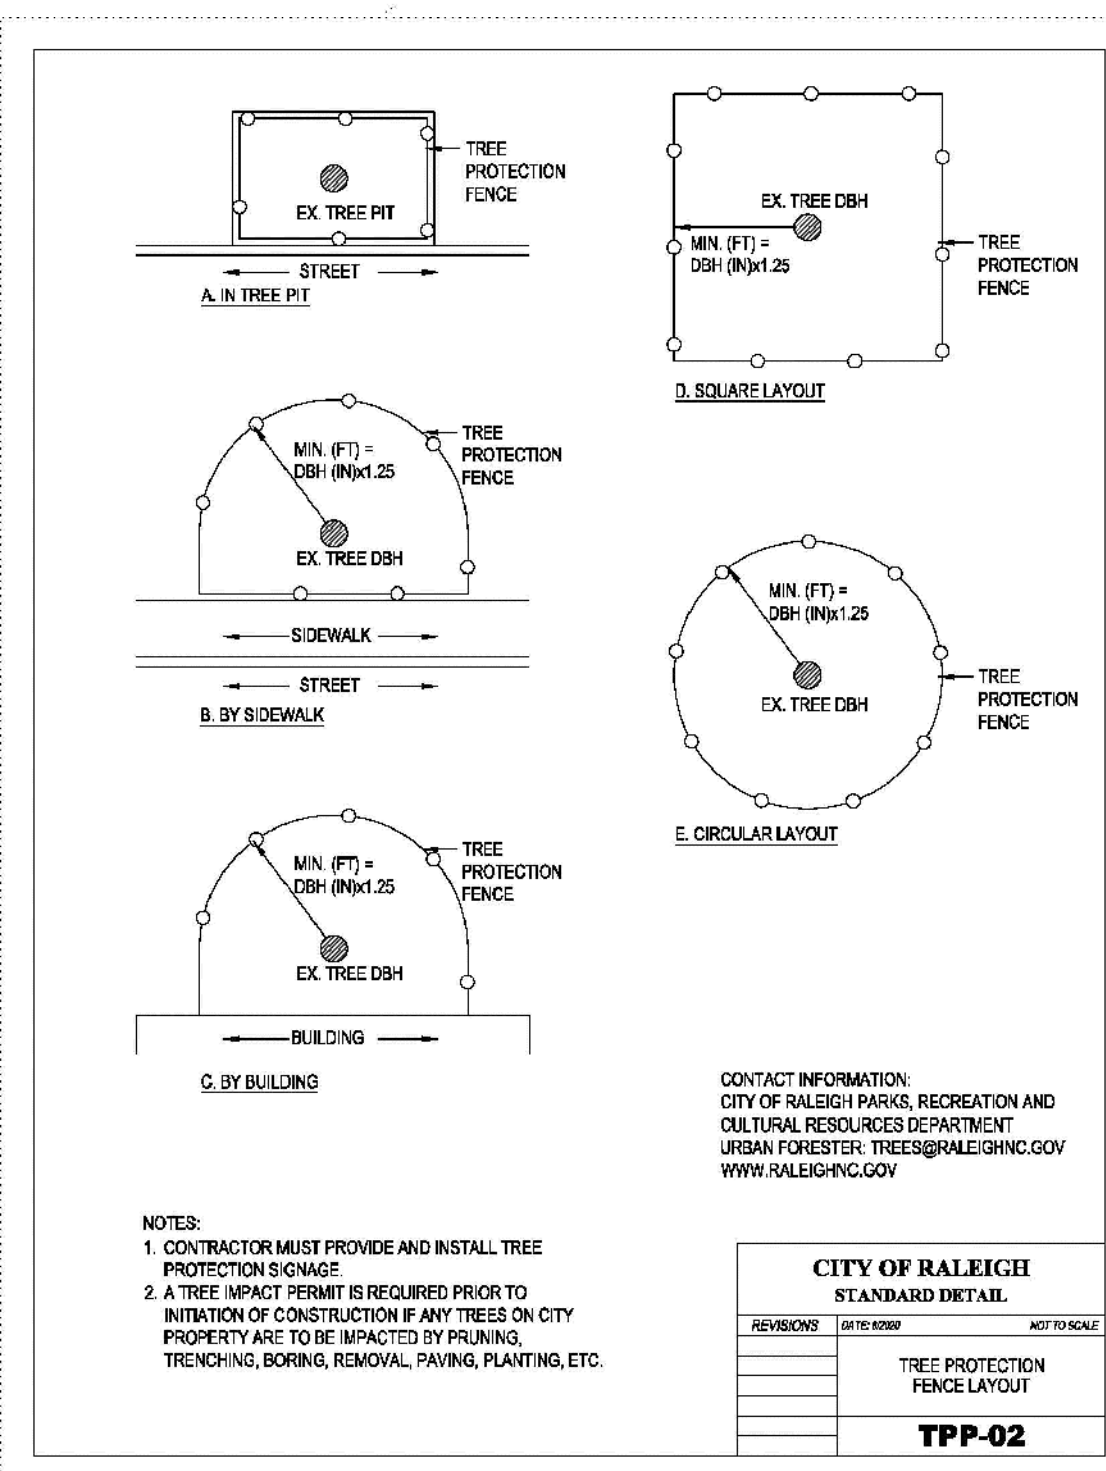 TREE
PROTECTION
FENCE
EX. TREE PIT
STREET
A. IN TREE PIT
MIN. (FT) =
DBH (IN)x1.25
TREE
PROTECTION
FENCE
EX. TREE DBH
SIDEWALK
STREET
B. BY SIDEWALK
MIN. (FT) =
DBH (IN)x1.25
TREE
PROTECTION
FENCE
EX. TREE DBH
BUILDING
C. BY BUILDING
EX. TREE DBH
MIN. (FT) =
DBH (IN)x1.25
TREE
PROTECTION
FENCE
D. SQUARE LAYOUT
MIN. (FT) =
DBH (IN)x1.25
EX. TREE DBH
TREE
PROTECTION
FENCE
E. CIRCULAR LAYOUT
CONTACT INFORMATION:
CITY OF RALEIGH PARKS, RECREATION AND
CULTURAL RESOURCES DEPARTMENT
URBAN FORESTER: TREES@RALEIGHNC.GOV
WWW.RALEIGHNC.GOV
NOTES:
1. CONTRACTOR MUST PROVIDE AND INSTALL TREE
PROTECTION SIGNAGE.
2. A TREE IMPACT PERMIT IS REQUIRED PRIOR TO
INITIATION OF CONSTRUCTION IF ANY TREES ON CITY
PROPERTY ARE TO BE IMPACTED BY PRUNING,
TRENCHING, BORING, REMOVAL, PAVING, PLANTING, ETC.
CITY OF RALEIGH
STANDARD DETAIL
REVISIONS DATE: 8/2020 NOT TO SCALE
TREE PROTECTION
FENCE LAYOUT
TPP-02